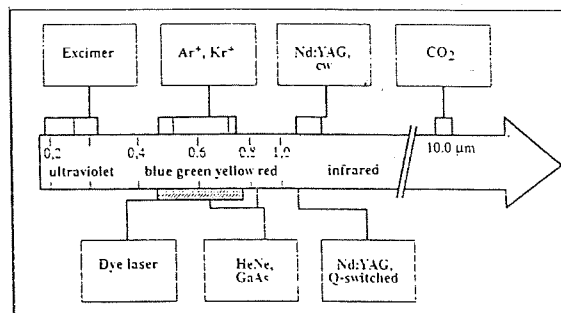 Excimer
Ar⁺, Kr⁺
Nd:YAG,
cw
CO₂
0,2
0,4
0,6
0,8
1,0
10.0 µm
ultraviolet
blue green yellow red
infrared
Dye laser
HeNe,
GaAs
Nd:YAG,
Q-switched